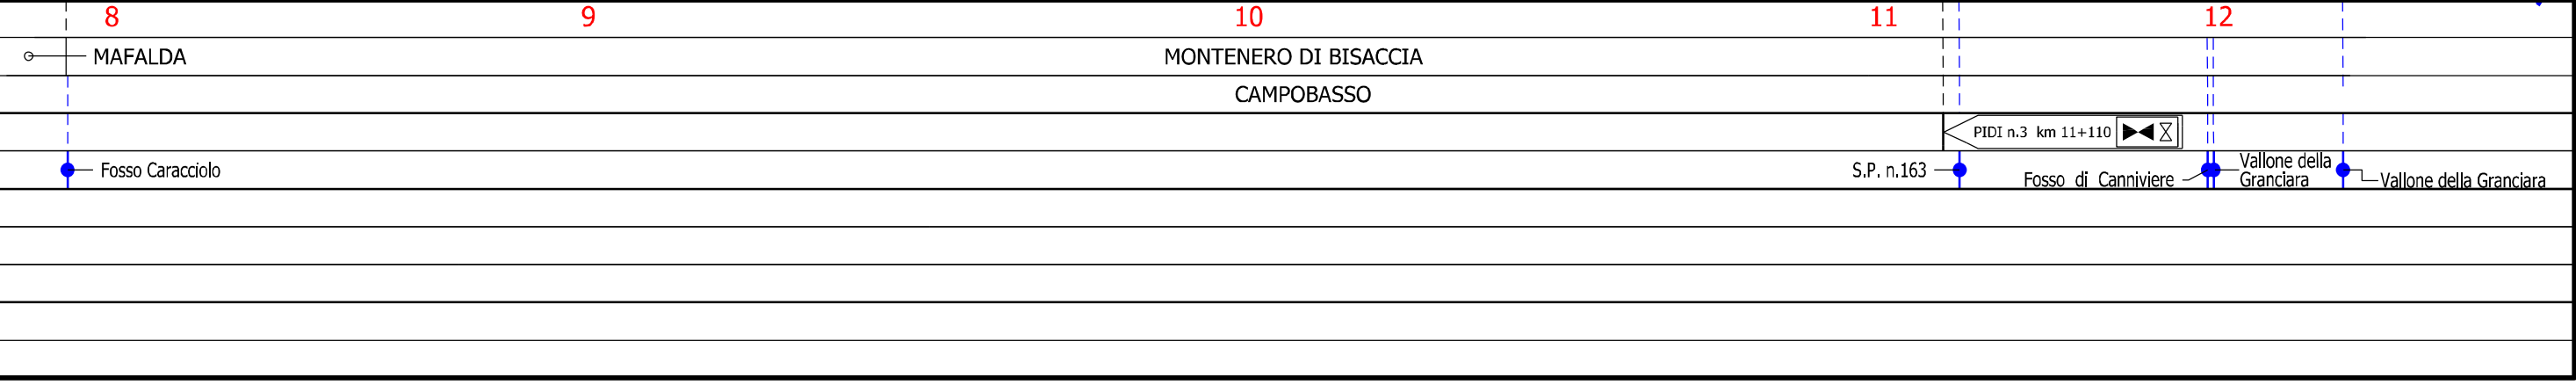 8 9 10 11 12
MAFALDA MONTENERO DI BISACCIA
CAMPOBASSO
PIDI n.3 km 11+110
Fosso Caracciolo
S.P. n.163
Fosso di Canniviere
Vallone della
Granciara
Vallone della Granciara